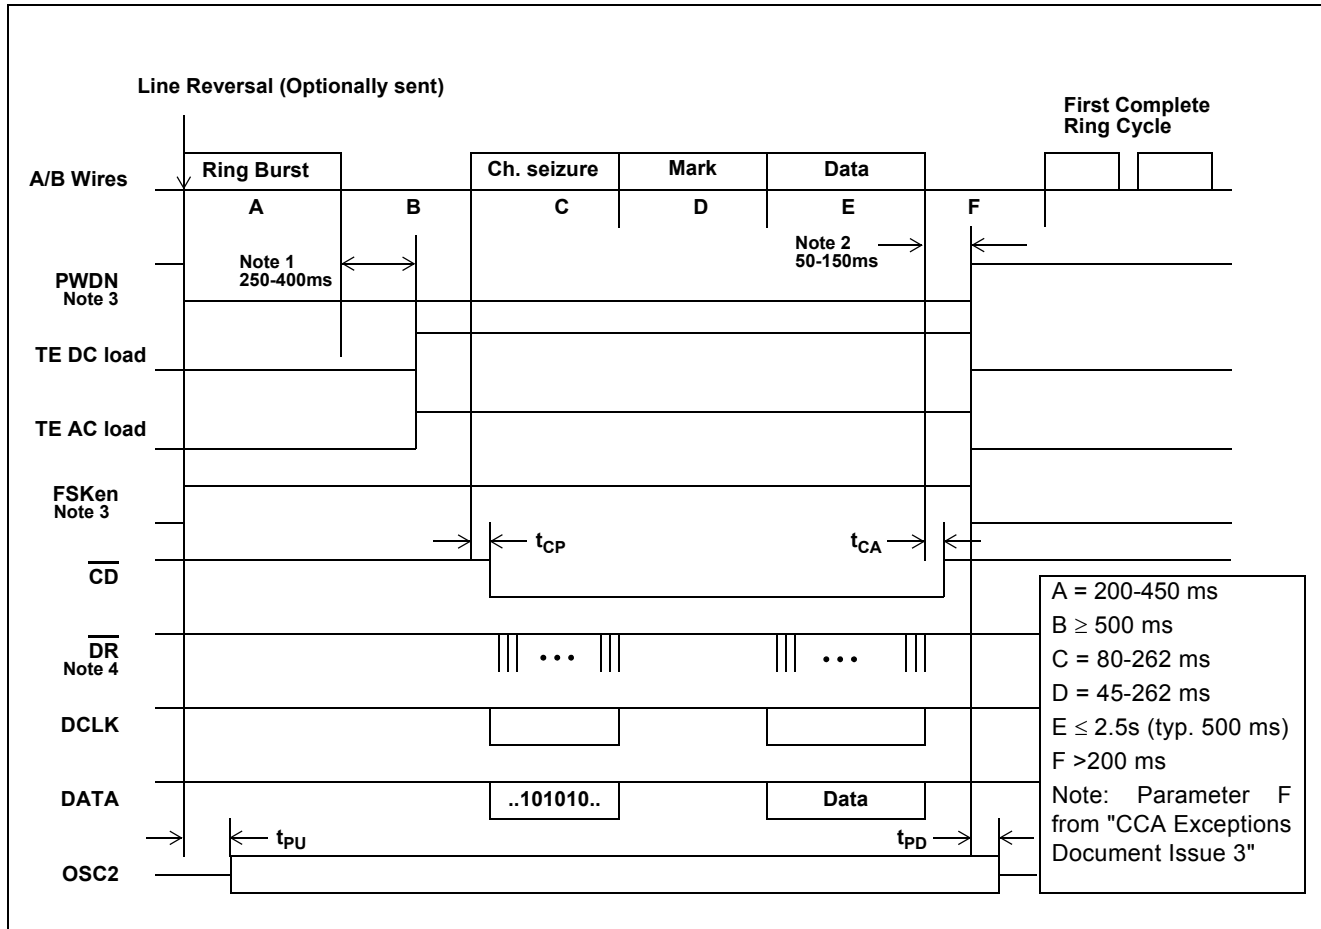 Line Reversal (Optionally sent)
First Complete
Ring Cycle
A/B Wires
Ring Burst
Ch. seizure
Mark
Data
A
B
C
D
E
F
Note 1
250-400ms
Note 2
50-150ms
PWDN
Note 3
TE DC load
TE AC load
FSKen
Note 3
tCP
tCA
CD
DR
Note 4
• • •
• • •
DCLK
DATA
..101010..
Data
tPU
tPD
OSC2
A = 200-450 ms
B ≥ 500 ms
C = 80-262 ms
D = 45-262 ms
E ≤ 2.5s (typ. 500 ms)
F >200 ms
Note: Parameter F
from "CCA Exceptions
Document Issue 3"